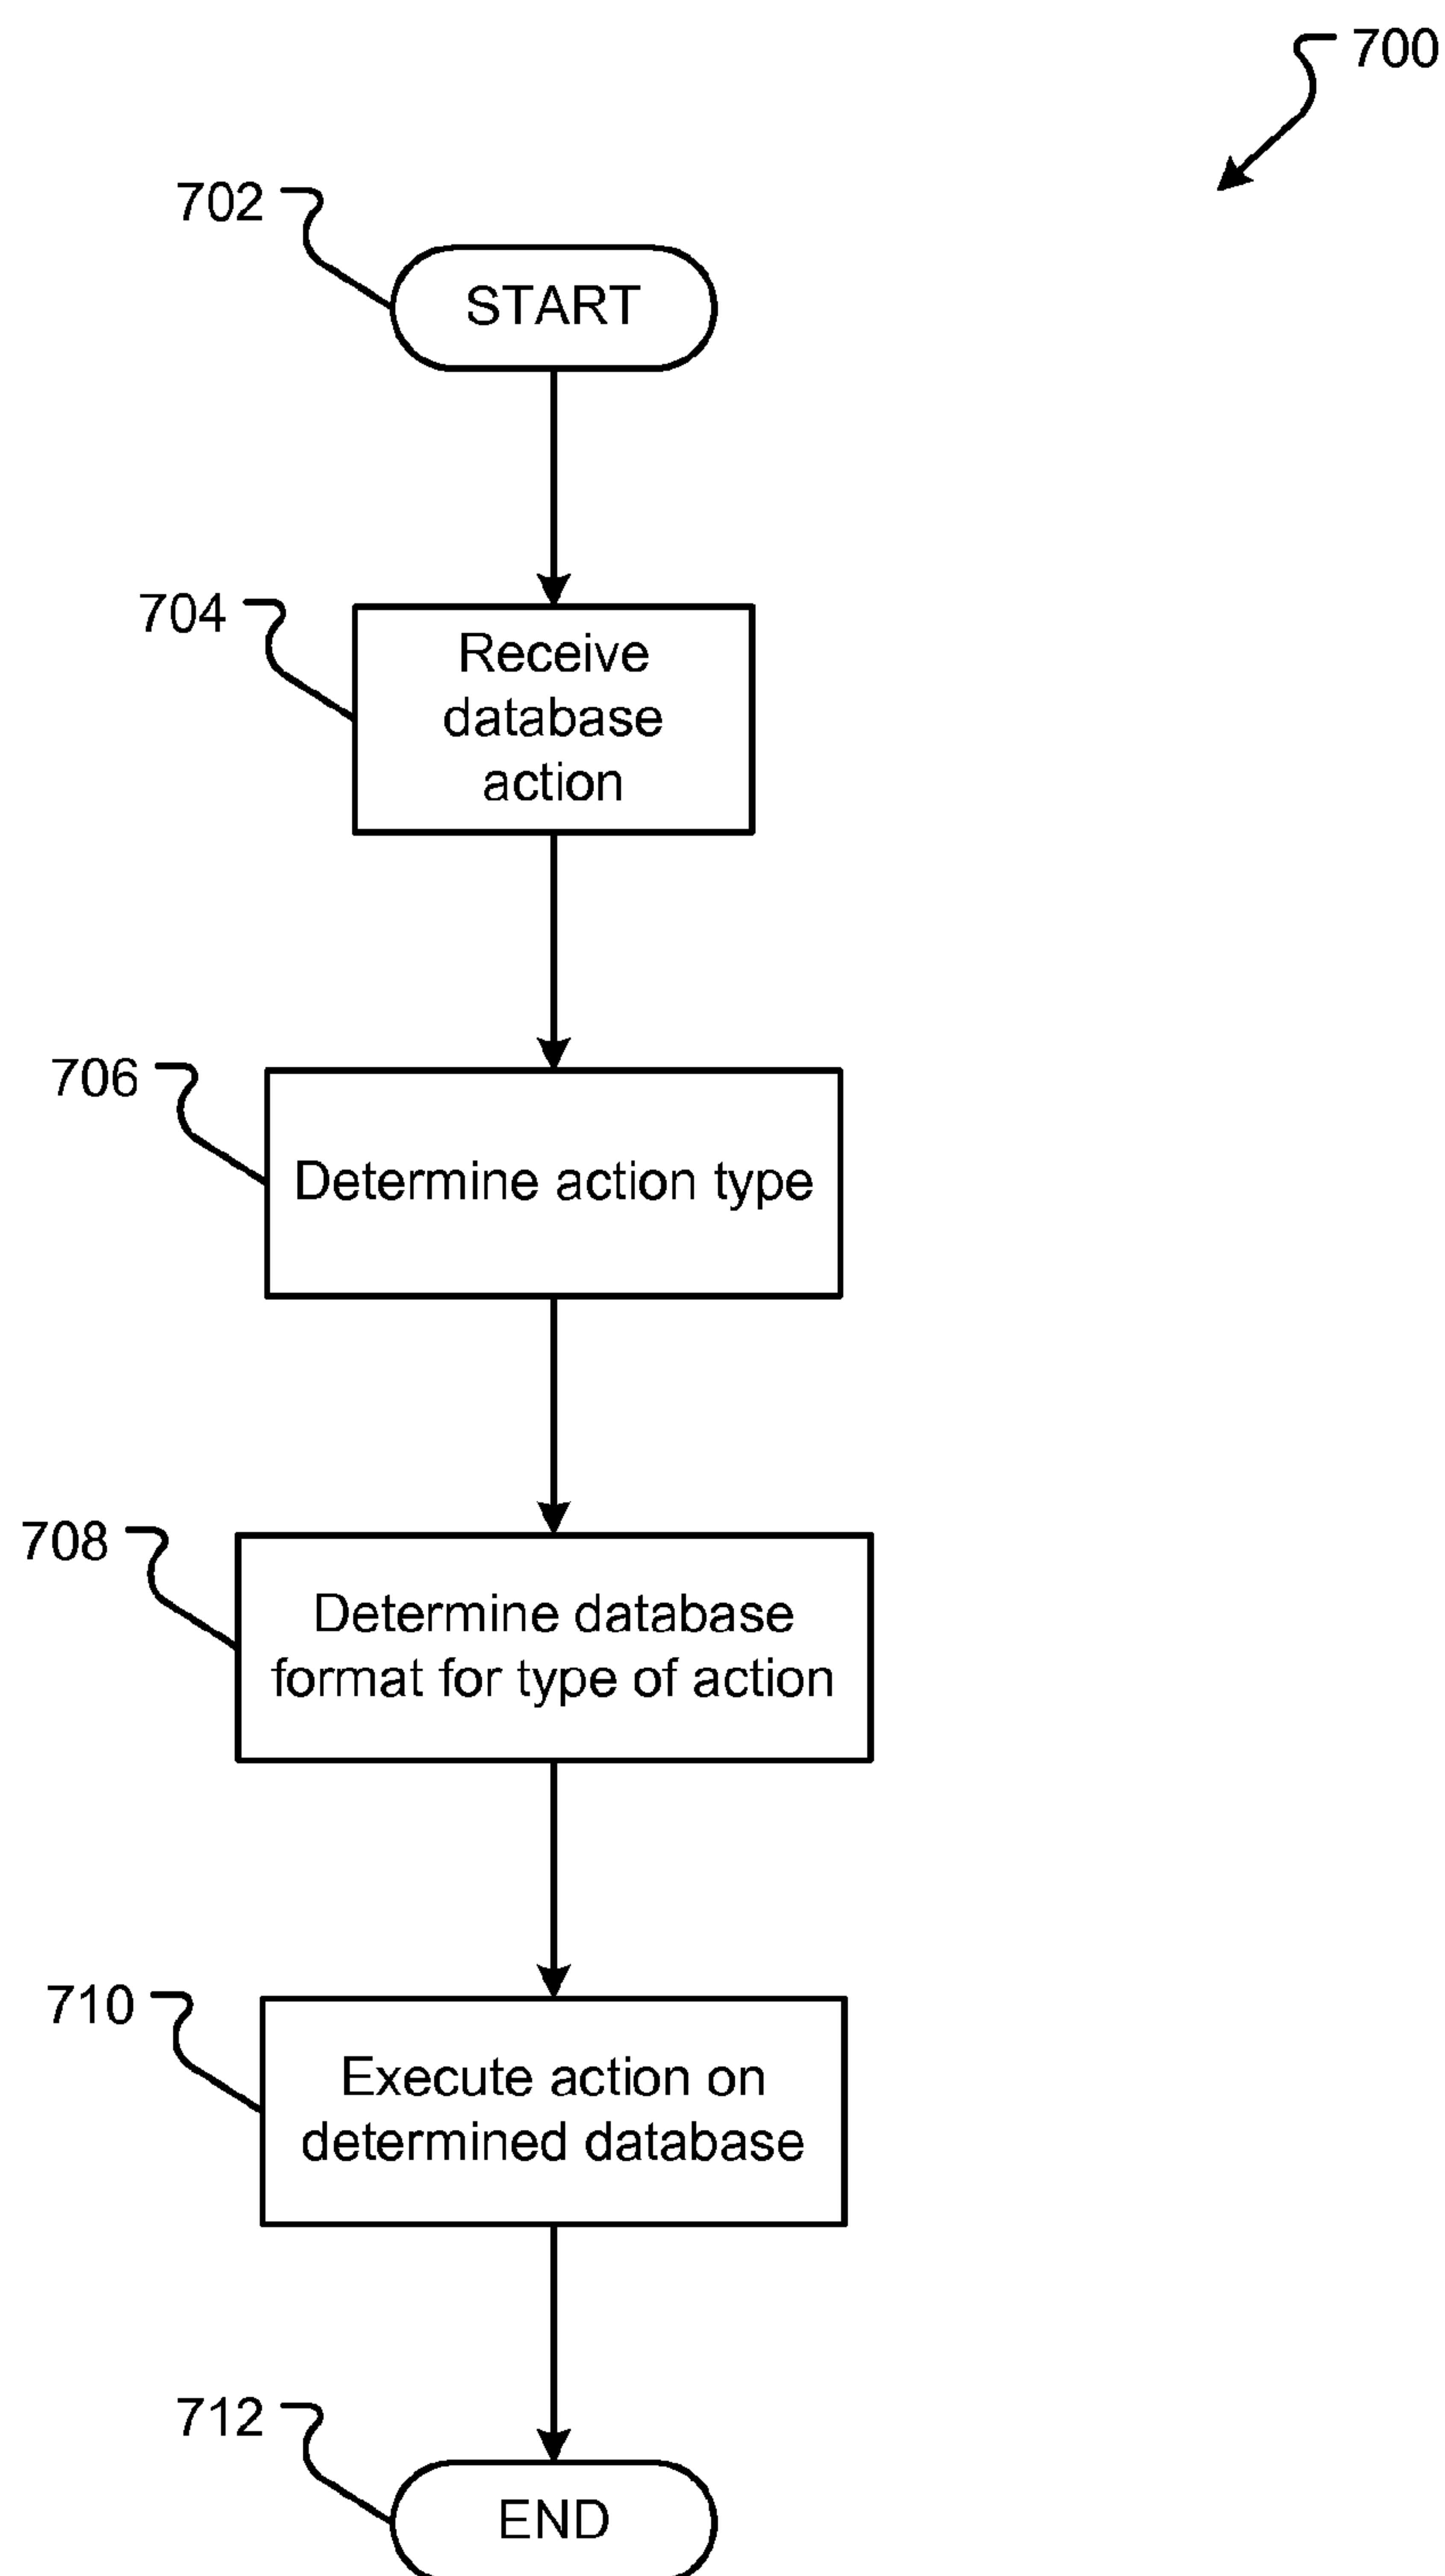 700
702
START
704
Receive
database
action
706
Determine action type
708
Determine database
format for type of action
710
Execute action on
determined database
712
END